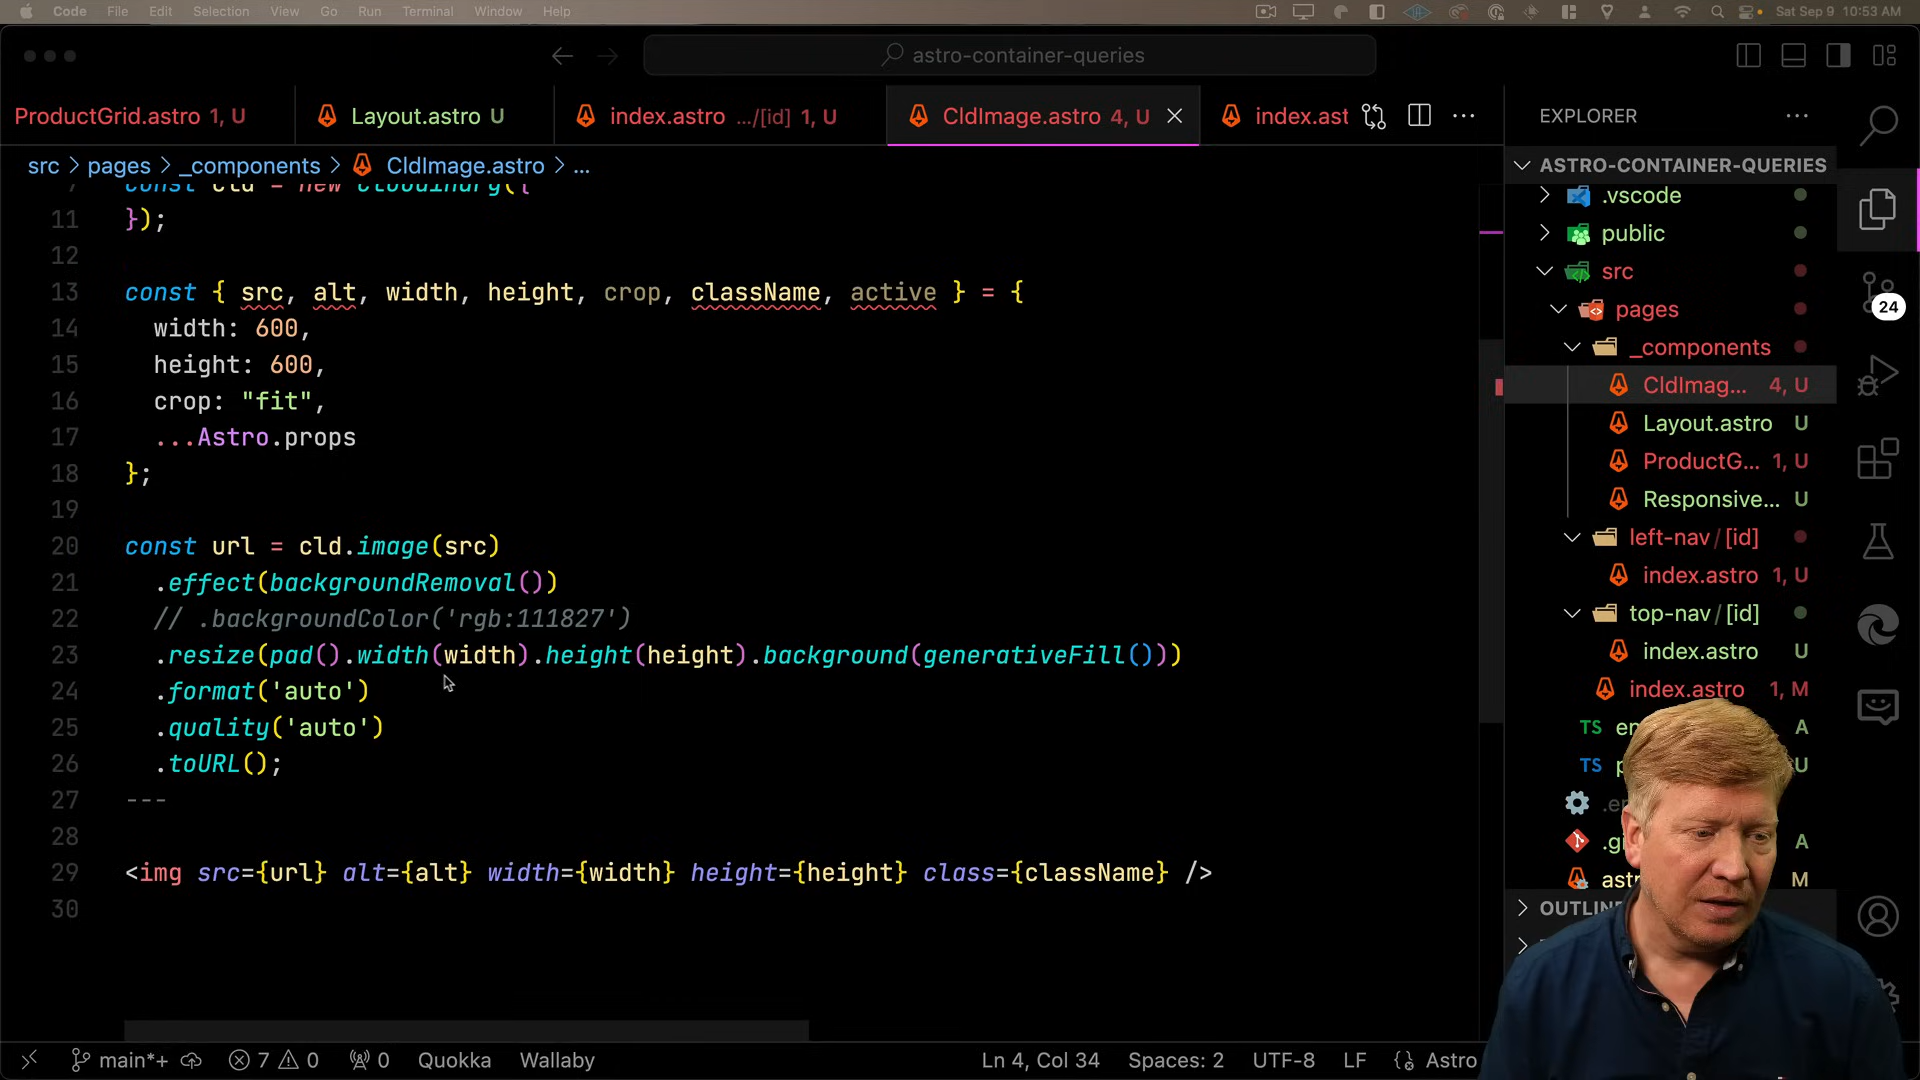 Code File Edit Selection View Go Run Terminal Window Help Sat Sep 9 10:53 AM
astro-container-queries
ProductGrid.astro 1, U Layout.astro U index.astro .../[id] 1, U CldImage.astro 4, U index.ast
EXPLORER
src > pages > _components > CldImage.astro > ...
ASTRO-CONTAINER-QUERIES
const cld = new Cloudinary({
11 });
12
13 const { src, alt, width, height, crop, className, active } = {
14 width: 600,
15 height: 600,
16 crop: "fit",
17 ...Astro.props
18 };
19
20 const url = cld.image(src)
21 .effect(backgroundRemoval())
22 // .backgroundColor('rgb:111827')
23 .resize(pad().width(width).height(height).background(generativeFill()))
24 .format('auto')
25 .quality('auto')
26 .toURL();
27 ---
28
29 <img src={url} alt={alt} width={width} height={height} class={className} />
30
.vscode
public
src
pages
_components
CldImag... 4, U
Layout.astro U
ProductG... 1, U
Responsive... U
left-nav/[id]
index.astro 1, U
top-nav/[id]
index.astro U
index.astro 1, M
TS A
TS U
A
M
24
main*+ 7 0 0 Quokka Wallaby Ln 4, Col 34 Spaces: 2 UTF-8 LF Astro